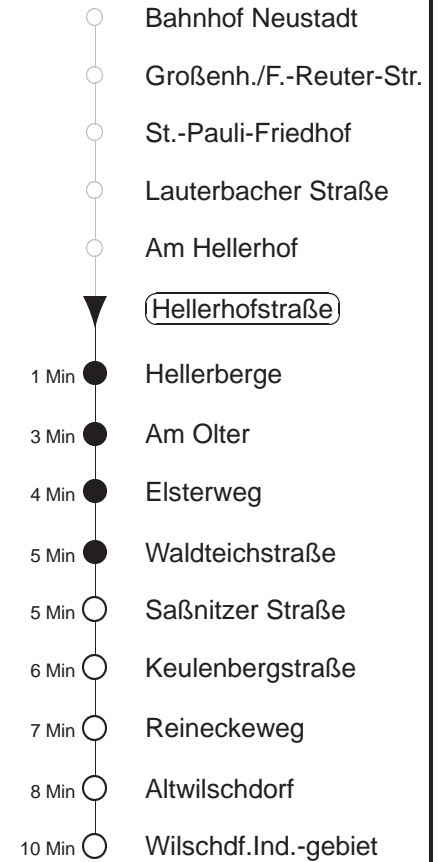 Bahnhof Neustadt
Großenh./F.-Reuter-Str.
St.-Pauli-Friedhof
Lauterbacher Straße
Am Hellerhof
Hellerhofstraße
1 Min Hellerberge
3 Min Am Olter
4 Min Elsterweg
5 Min Waldteichstraße
5 Min Saßnitzer Straße
6 Min Keulenbergstraße
7 Min Reineckeweg
8 Min Altwilschdorf
10 Min Wilschdf.Ind.-gebiet